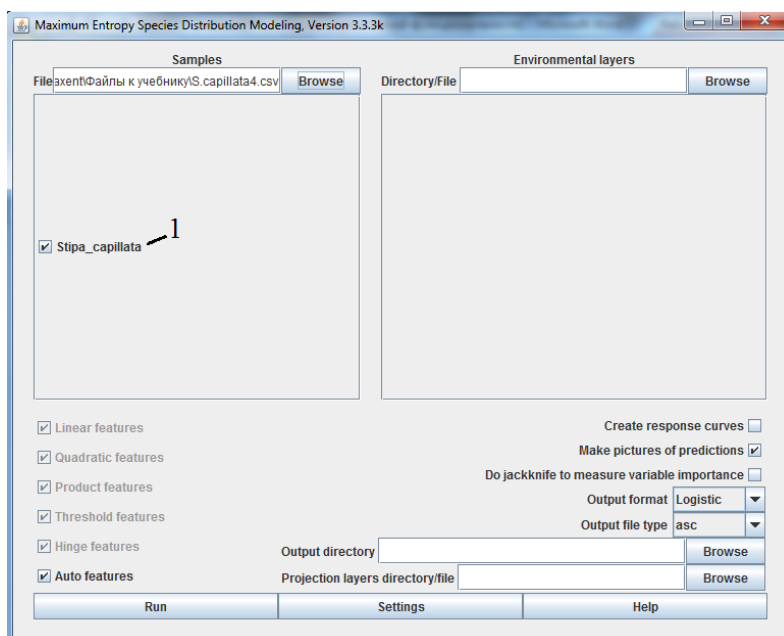 Maximum Entropy Species Distribution Modeling, Version 3.3.3k
Samples
File axent\Файлы к учебнику\S.capillata4.csv Browse
Stipa_capillata 1
Environmental layers
Directory/File Browse
Linear features
Quadratic features
Product features
Threshold features
Hinge features
Auto features
Create response curves
Make pictures of predictions
Do jackknife to measure variable importance
Output format Logistic
Output file type asc
Output directory Browse
Projection layers directory/file Browse
Run Settings Help